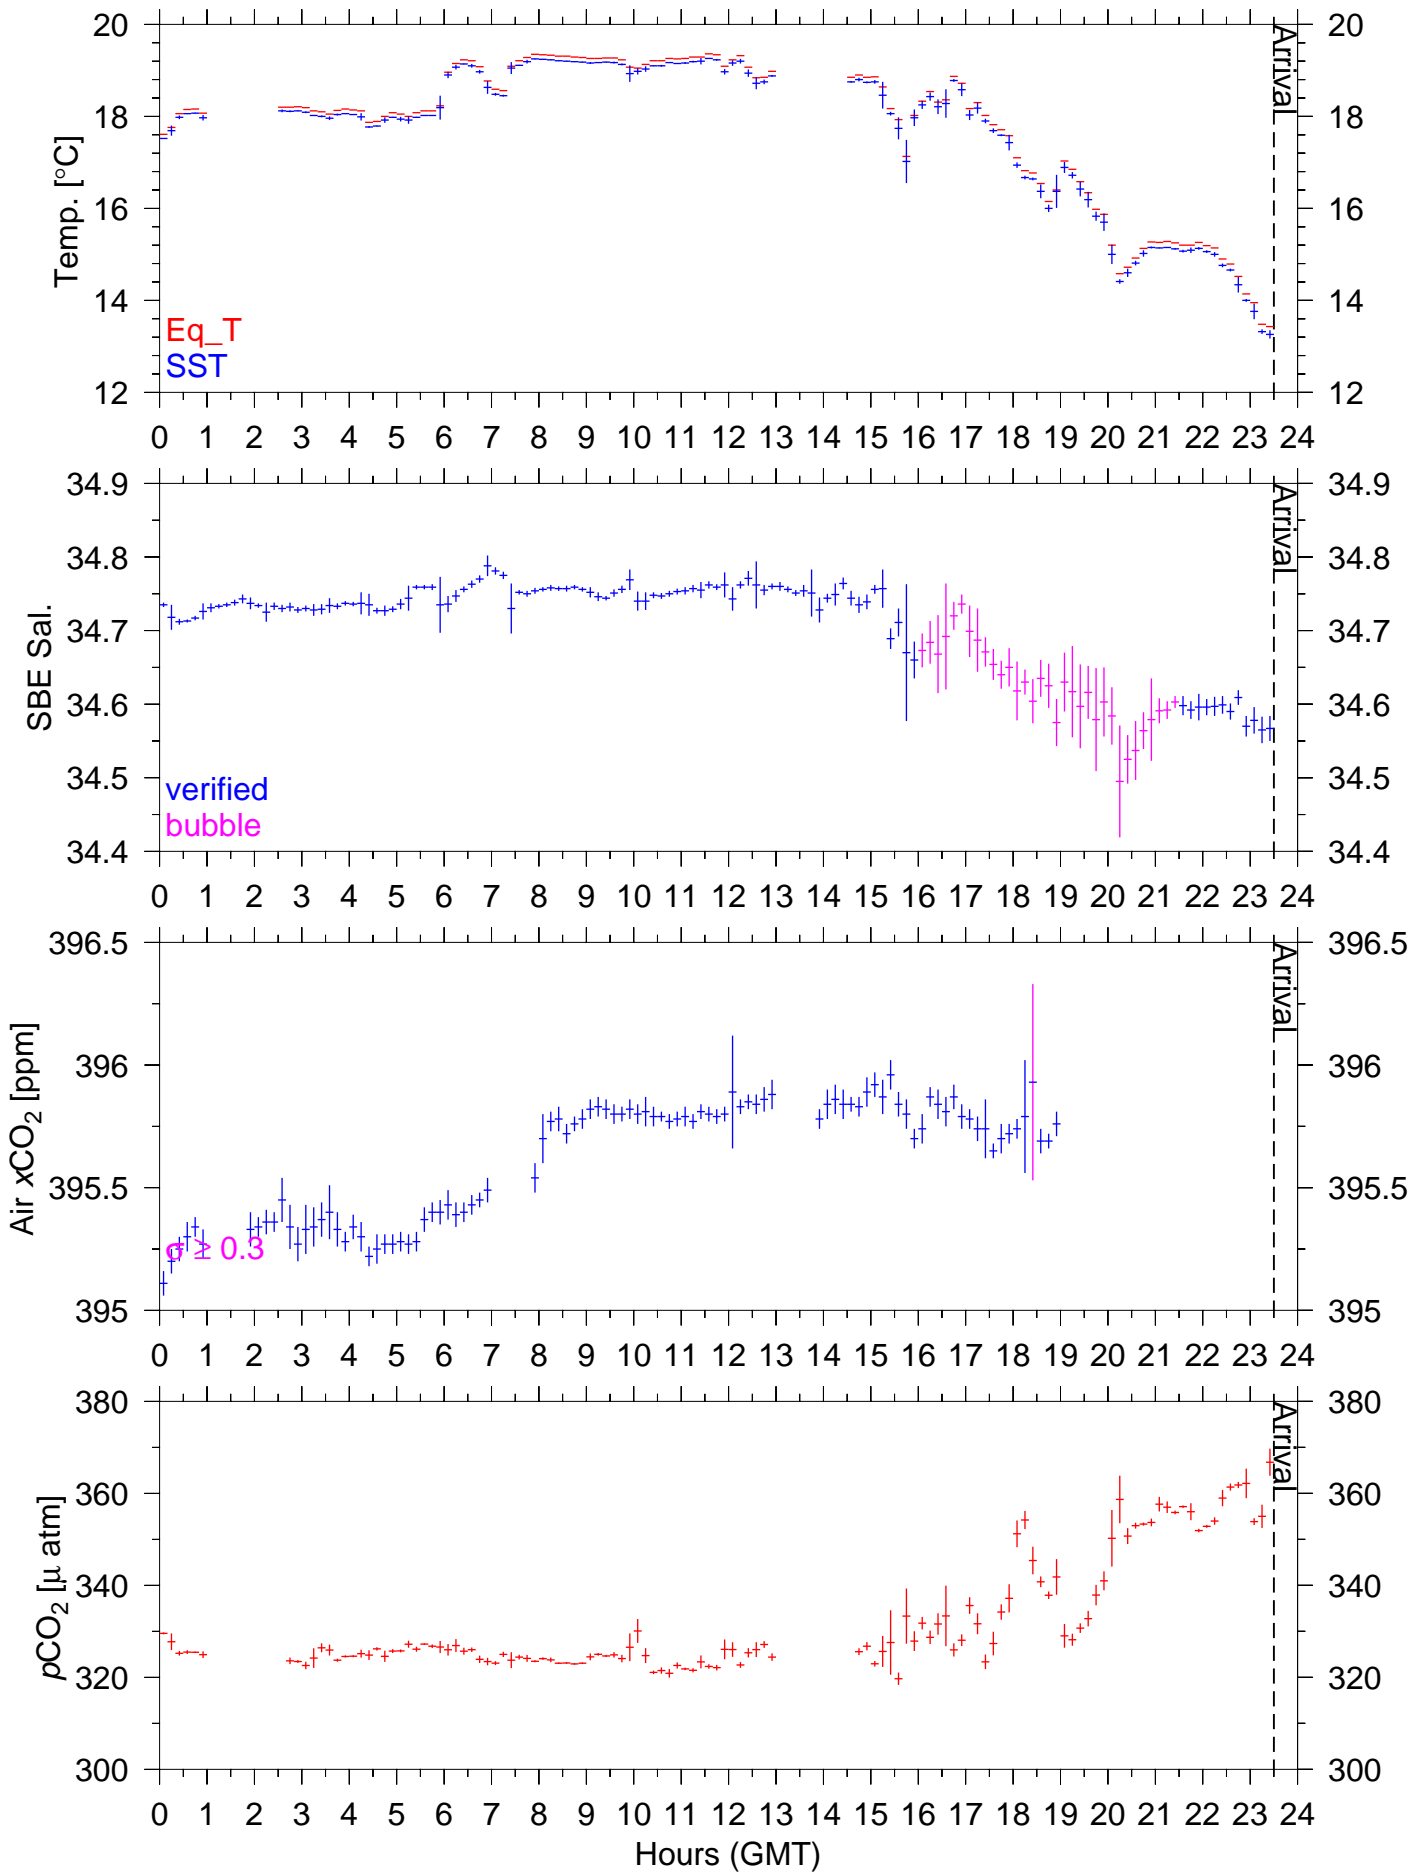 20 20
18 18
16 16
14 14
12 12
Temp. [°C]
Eq_T
SST
Arrival
0 1 2 3 4 5 6 7 8 9 10 11 12 13 14 15 16 17 18 19 20 21 22 23 24
34.9 34.9
34.8 34.8
34.7 34.7
34.6 34.6
34.5 34.5
34.4 34.4
SBE Sal.
verified
bubble
Arrival
0 1 2 3 4 5 6 7 8 9 10 11 12 13 14 15 16 17 18 19 20 21 22 23 24
396.5 396.5
396 396
395.5 395.5
395 395
Air xCO₂ [ppm]
σ ≥ 0.3
Arrival
0 1 2 3 4 5 6 7 8 9 10 11 12 13 14 15 16 17 18 19 20 21 22 23 24
380 380
360 360
340 340
320 320
300 300
pCO₂ [μ atm]
Arrival
0 1 2 3 4 5 6 7 8 9 10 11 12 13 14 15 16 17 18 19 20 21 22 23 24
Hours (GMT)